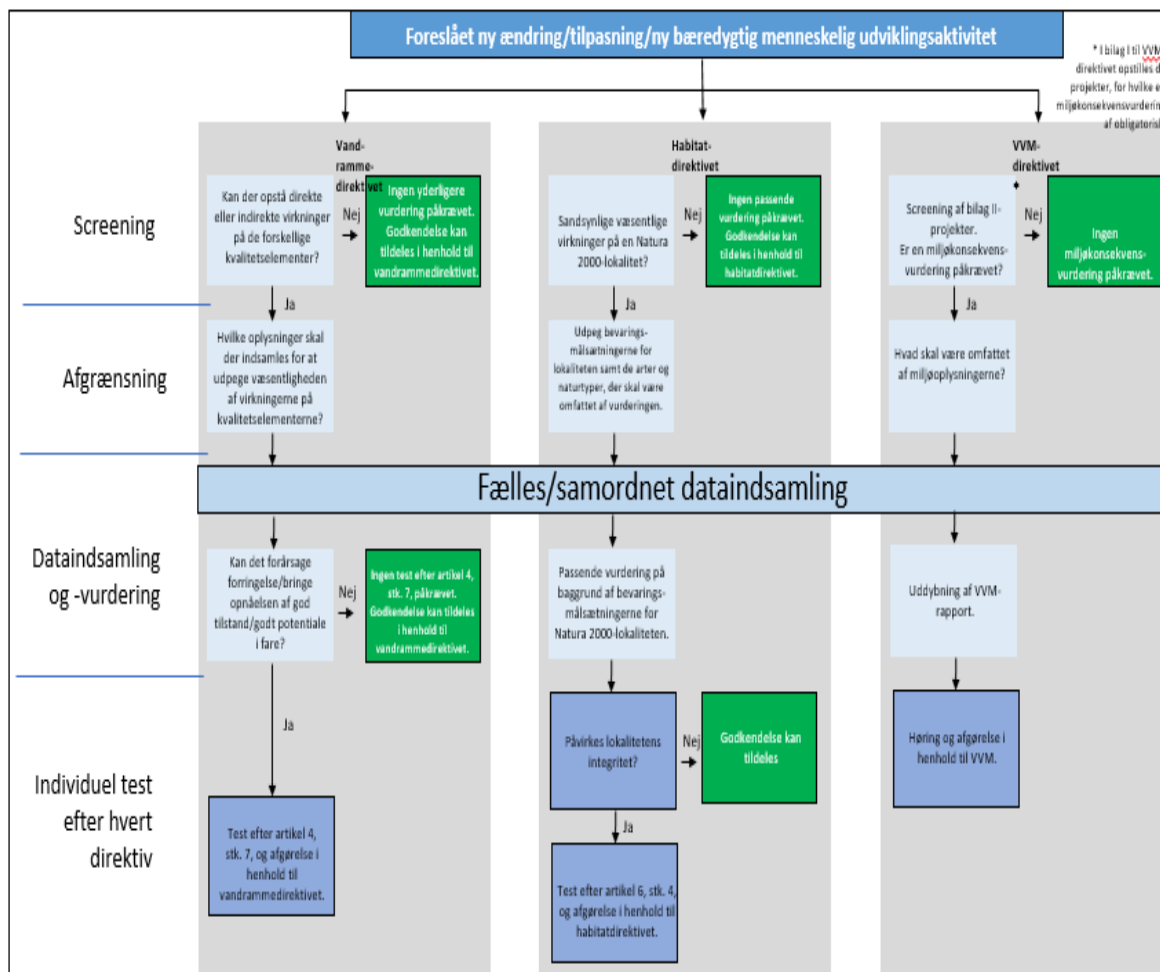 Foreslået ny ændring/tilpasning/ny bæredygtig menneskelig udviklingsaktivitet
* I bilag I til VVM
direktivet opstilles d
projekter, for hvilke e
miljøkonsekvensvurderin
af obligatoris
Screening
Vand-
ramme-
direktivet
Kan der opstå direkte
eller indirekte virkninger
på de forskellige
kvalitetselementer?
Nej
Ingen yderligere
vurdering påkrævet.
Godkendelse kan
tildeles i henhold til
vandrammedirektivet.
Ja
Habitat-
direktivet
Sandsynlige væsentlige
virkninger på en Natura
2000-lokalitet?
Nej
Ingen passende
vurdering påkrævet.
Godkendelse kan
tildeles i henhold til
habitatdirektivet.
Ja
VVM-
direktivet
*
Screening af bilag II-
projekter.
Er en miljøkonsekvens-
vurdering påkrævet?
Nej
Ingen
miljøkonsekvens-
vurdering påkrævet.
Ja
Afgrænsning
Hvilke oplysninger skal
der indsamles for at
udpege væsentligheden
af virkningerne på
kvalitetselementerne?
Udpeg bevarings-
målsætningerne for
lokaliteten samt de arter og
naturtyper, der skal være
omfattet af vurderingen.
Hvad skal være omfattet
af miljøoplysningerne?
Fælles/samordnet dataindsamling
Dataindsamling
og -vurdering
Kan det forårsage
forringelse/bringe
opnåelsen af god
tilstand/godt potentiale
i fare?
Nej
Ingen test efter artikel 4,
stk. 7, påkrævet.
Godkendelse kan tildeles
i henhold til
vandrammedirektivet.
Ja
Passende vurdering på
baggrund af bevarings-
målsætningerne for
Natura 2000-lokaliteten.
Uddybning af VVM-
rapport.
Individuel test
efter hvert
direktiv
Test efter artikel 4,
stk. 7, og afgørelse i
henhold til
vandrammedirektivet.
Påvirkes lokalitetens
integritet?
Nej
Godkendelse kan
tildeles
Ja
Test efter artikel 6, stk. 4,
og afgørelse i henhold til
habitatdirektivet.
Høring og afgørelse i
henhold til VVM.